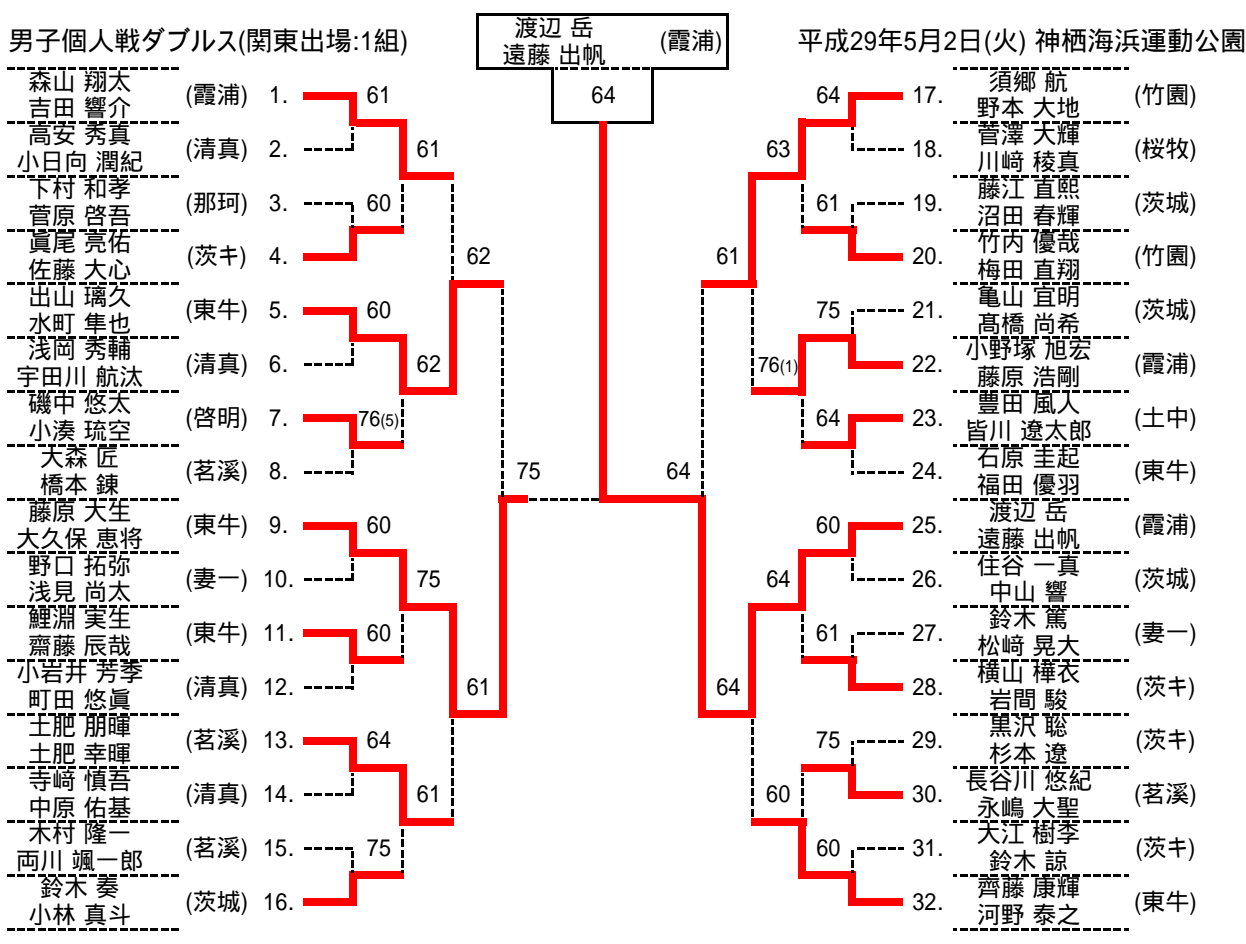 男子個人戦ダブルス(関東出場:1組)
渡辺 岳
遠藤 出帆
(霞浦)
平成29年5月2日(火) 神栖海浜運動公園
64
森山 翔太
吉田 響介
(霞浦) 1.
高安 秀真
小日向 潤紀
(清真) 2.
下村 和孝
菅原 啓吾
(那珂) 3.
眞尾 亮佑
佐藤 大心
(茨キ) 4.
出山 璃久
水町 隼也
(東牛) 5.
浅岡 秀輔
宇田川 航汰
(清真) 6.
磯中 悠太
小湊 琉空
(啓明) 7.
大森 匠
橋本 錬
(茗溪) 8.
藤原 大生
大久保 恵将
(東牛) 9.
野口 拓弥
浅見 尚太
(妻一) 10.
鯉淵 実生
齋藤 辰哉
(東牛) 11.
小岩井 芳季
町田 悠眞
(清真) 12.
土肥 朋暉
土肥 幸暉
(茗溪) 13.
寺﨑 慎吾
中原 佑基
(清真) 14.
木村 隆一
両川 颯一郎
(茗溪) 15.
鈴木 奏
小林 真斗
(茨城) 16.
61
60
60
76(5)
60
60
64
75
61
62
75
61
62
61
75
64
61
64
63
76(1)
64
60
64
61
75
64
60
61
75
60
17.
須郷 航
野本 大地
(竹園)
18.
菅澤 大輝
川﨑 稜真
(桜牧)
19.
藤江 直熙
沼田 春輝
(茨城)
20.
竹内 優哉
梅田 直翔
(竹園)
21.
亀山 宜明
髙橋 尚希
(茨城)
22.
小野塚 旭宏
藤原 浩剛
(霞浦)
23.
豊田 風人
皆川 遼太郎
(土中)
24.
石原 圭起
福田 優羽
(東牛)
25.
渡辺 岳
遠藤 出帆
(霞浦)
26.
住谷 一真
中山 響
(茨城)
27.
鈴木 篤
松﨑 晃大
(妻一)
28.
横山 樺衣
岩間 駿
(茨キ)
29.
黒沢 聡
杉本 遼
(茨キ)
30.
長谷川 悠紀
永嶋 大聖
(茗溪)
31.
大江 樹季
鈴木 諒
(茨キ)
32.
齊藤 康輝
河野 泰之
(東牛)
60